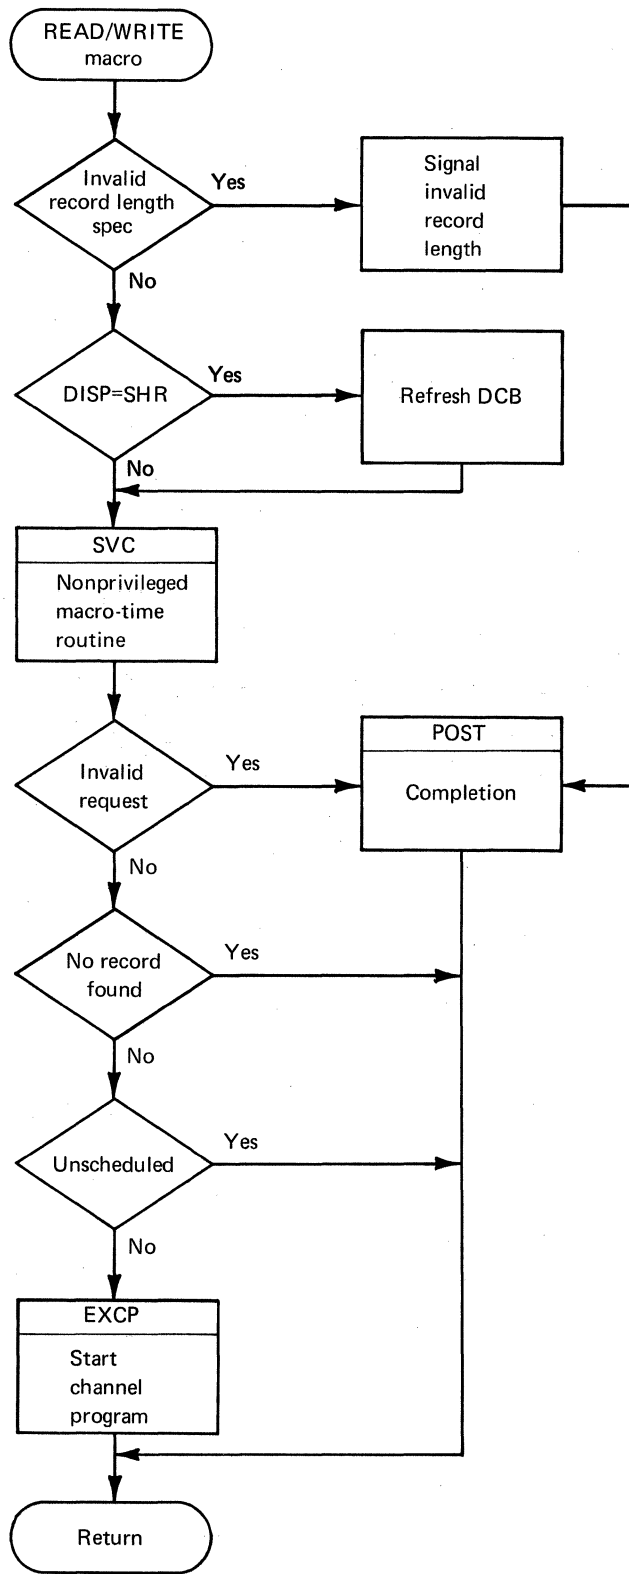 READ/WRITE
macro
Invalid
record length
spec
Yes
Signal
invalid
record
length
No
DISP=SHR
Yes
Refresh DCB
No
SVC
Nonprivileged
macro-time
routine
Invalid
request
Yes
POST
Completion
No
No record
found
Yes
No
Unscheduled
Yes
No
EXCP
Start
channel
program
Return